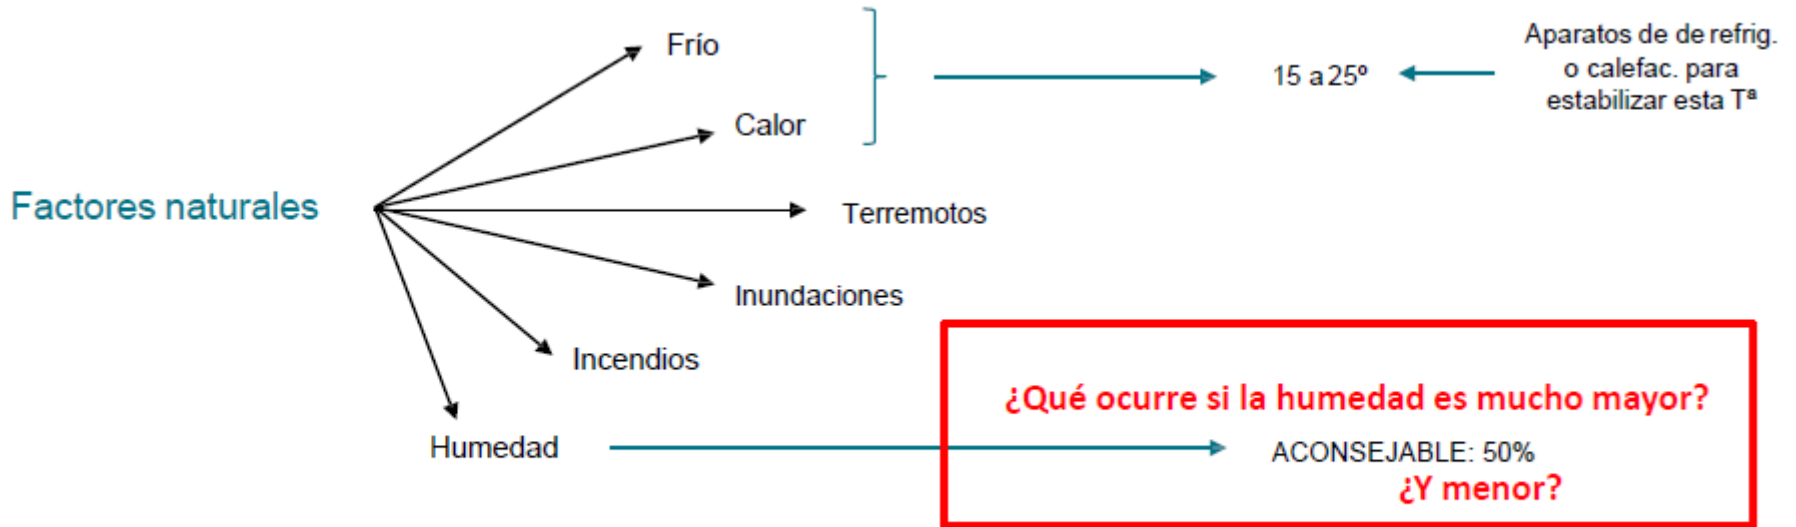 Factores naturales
Frío
Calor
15 a 25º
Aparatos de de refrig.
o calefac. para
estabilizar esta Tª
Terremotos
Inundaciones
Incendios
Humedad
¿Qué ocurre si la humedad es mucho mayor?
ACONSEJABLE: 50%
¿Y menor?